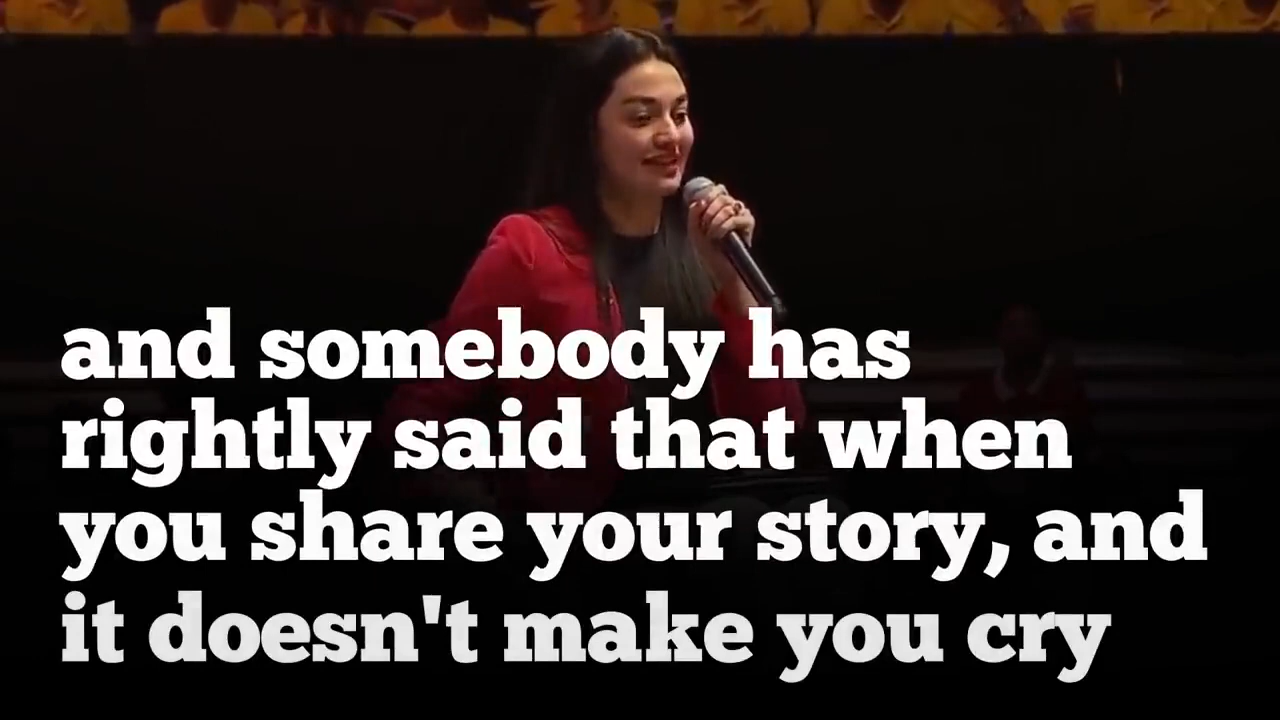 and somebody has
rightly said that when
you share your story, and
it doesn't make you cry